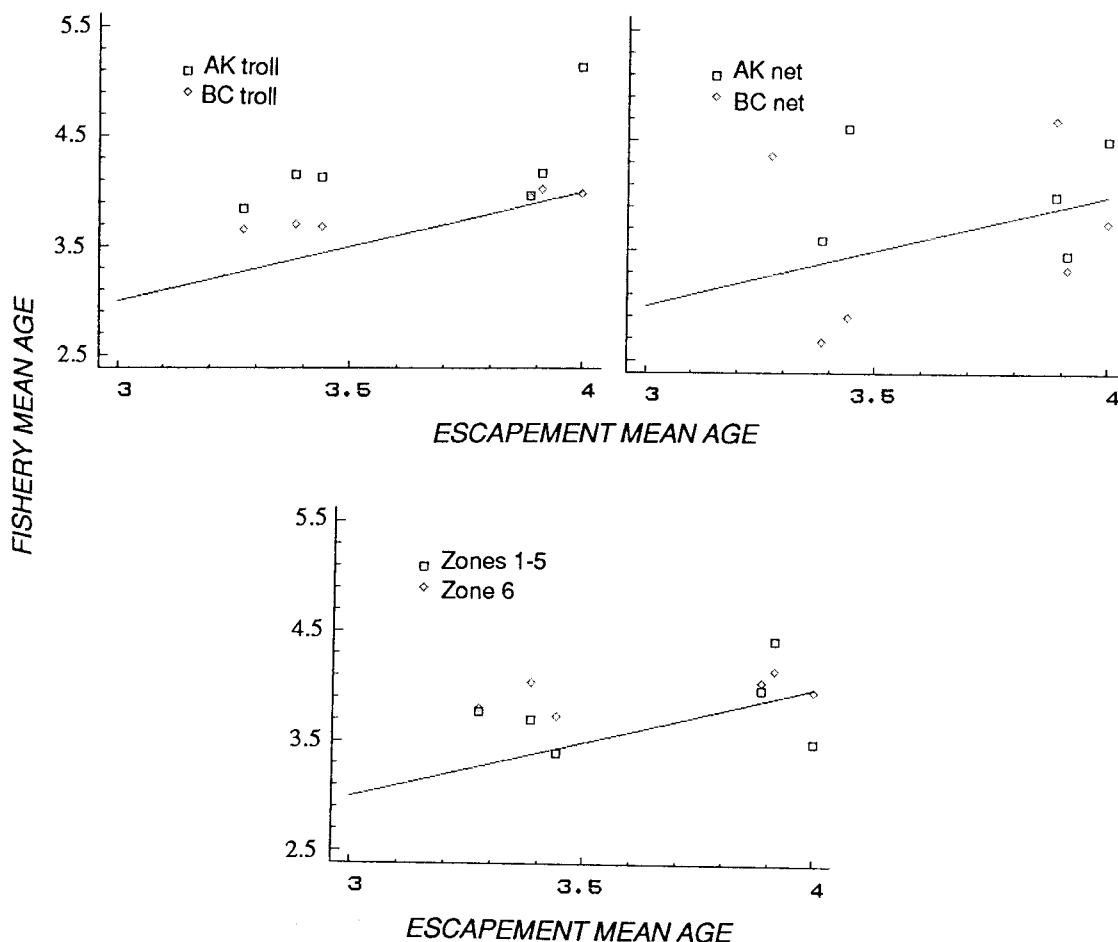 5.5
4.5
3.5
2.5
AK troll
BC troll
3
3.5
4
AK net
BC net
3
3.5
4
ESCAPEMENT MEAN AGE
FISHERY MEAN AGE
5.5
4.5
3.5
2.5
Zones 1-5
Zone 6
3
3.5
4
ESCAPEMENT MEAN AGE